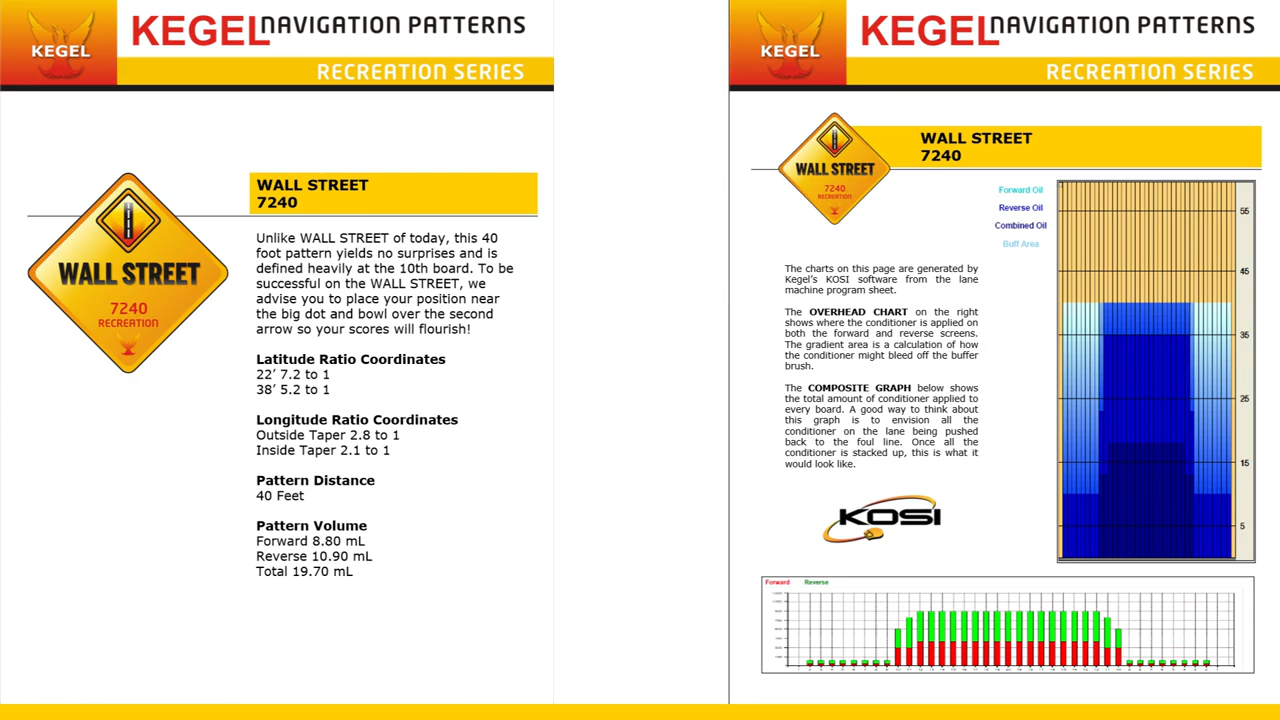 KEGEL
KEGEL NAVIGATION PATTERNS
RECREATION SERIES
WALL STREET
7240
RECREATION
WALL STREET
7240
Unlike WALL STREET of today, this 40
foot pattern yields no surprises and is
defined heavily at the 10th board. To be
successful on the WALL STREET, we
advise you to place your position near
the big dot and bowl over the second
arrow so your scores will flourish!
Latitude Ratio Coordinates
22’ 7.2 to 1
38’ 5.2 to 1
Longitude Ratio Coordinates
Outside Taper 2.8 to 1
Inside Taper 2.1 to 1
Pattern Distance
40 Feet
Pattern Volume
Forward 8.80 mL
Reverse 10.90 mL
Total 19.70 mL
KEGEL
KEGEL NAVIGATION PATTERNS
RECREATION SERIES
WALL STREET
7240
RECREATION
WALL STREET
7240
Forward Oil
Reverse Oil
Combined Oil
Buff Area
The charts on this page are generated by
Kegel’s KOSI software from the lane
machine program sheet.
The OVERHEAD CHART on the right
shows where the conditioner is applied on
both the forward and reverse screens.
The gradient area is a calculation of how
the conditioner might bleed off the buffer
brush.
The COMPOSITE GRAPH below shows
the total amount of conditioner applied to
every board. A good way to think about
this graph is to envision all the
conditioner on the lane being pushed
back to the foul line. Once all the
conditioner is stacked up, this is what it
would look like.
KOSI
55
45
35
25
15
5
Forward Reverse